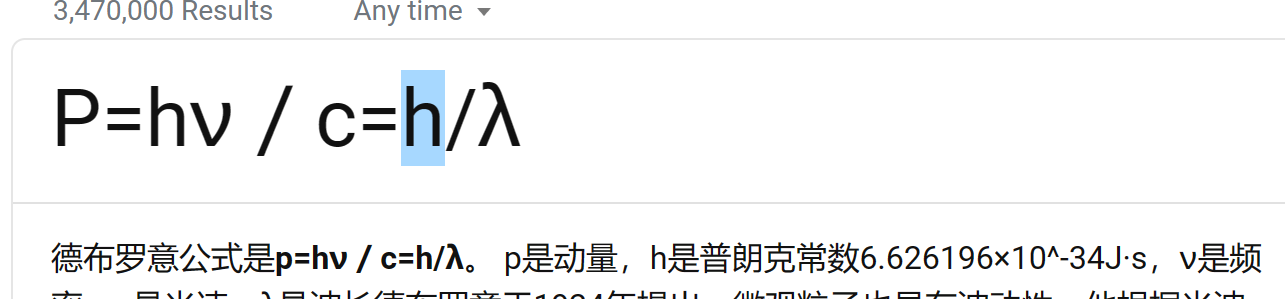 3,470,000 Results Any time
P=hν / c=h/λ
德布罗意公式是p=hν / c=h/λ。 p是动量，h是普朗克常数6.626196×10^-34J·s，ν是频